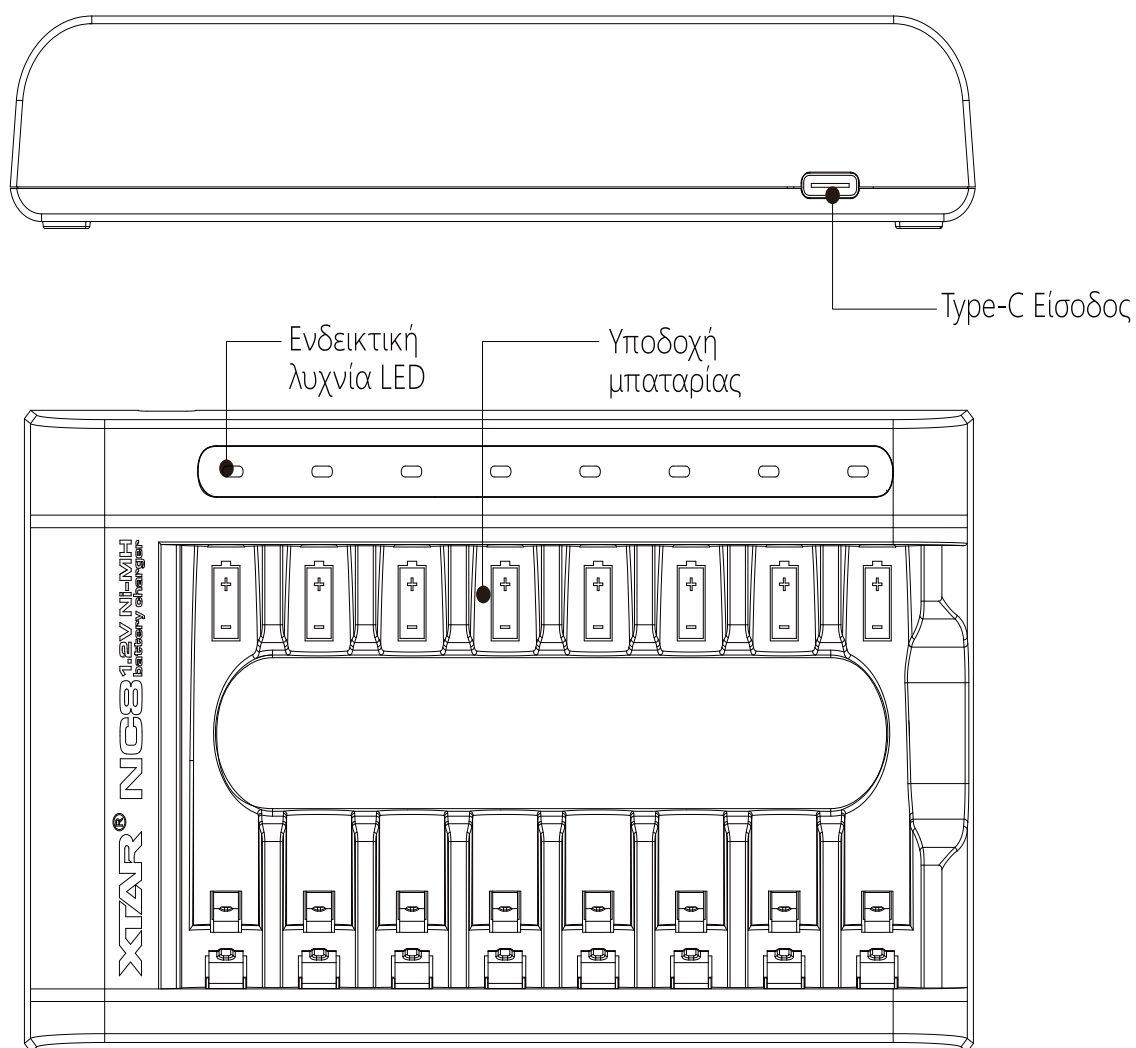 Type-C Είσοδος
Ενδεικτική
λυχνία LED
Υποδοχή
μπαταρίας
XTAR® NC8 1.2V Ni-MH
battery charger